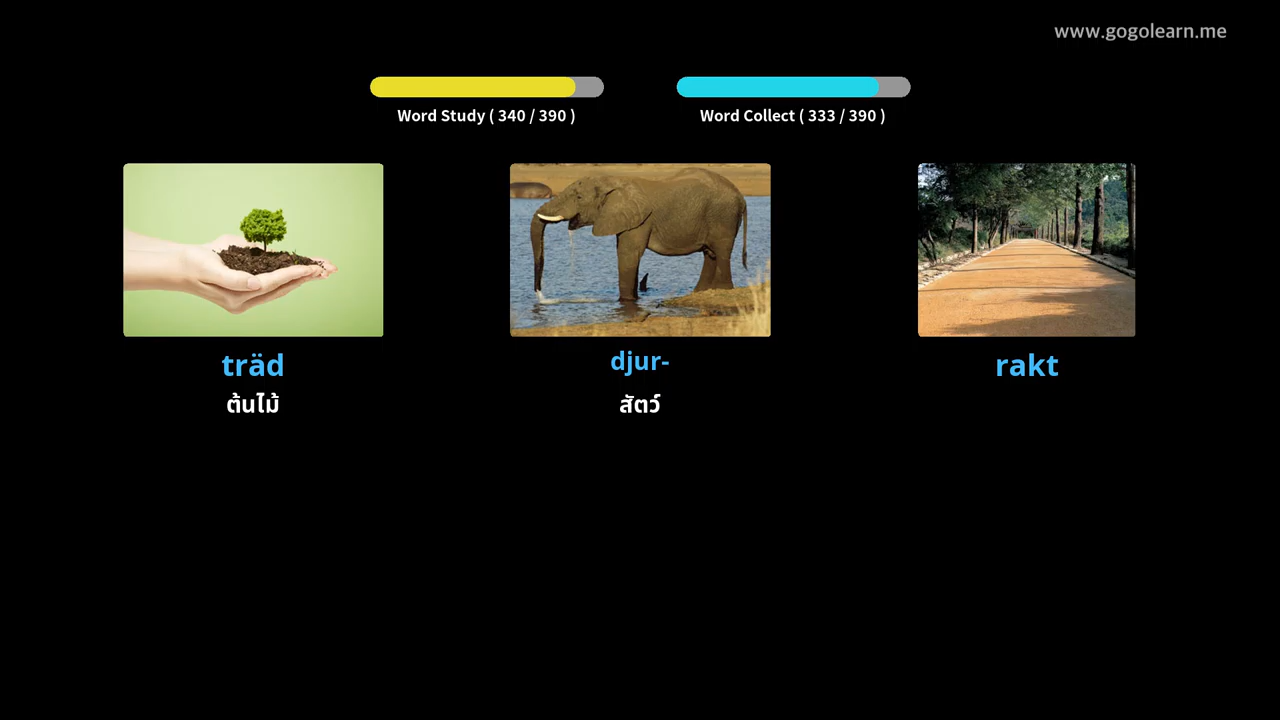 www.gogolearn.me
Word Study ( 340 / 390 )
Word Collect ( 333 / 390 )
träd
djur-
rakt
ต้นไม้
สัตว์